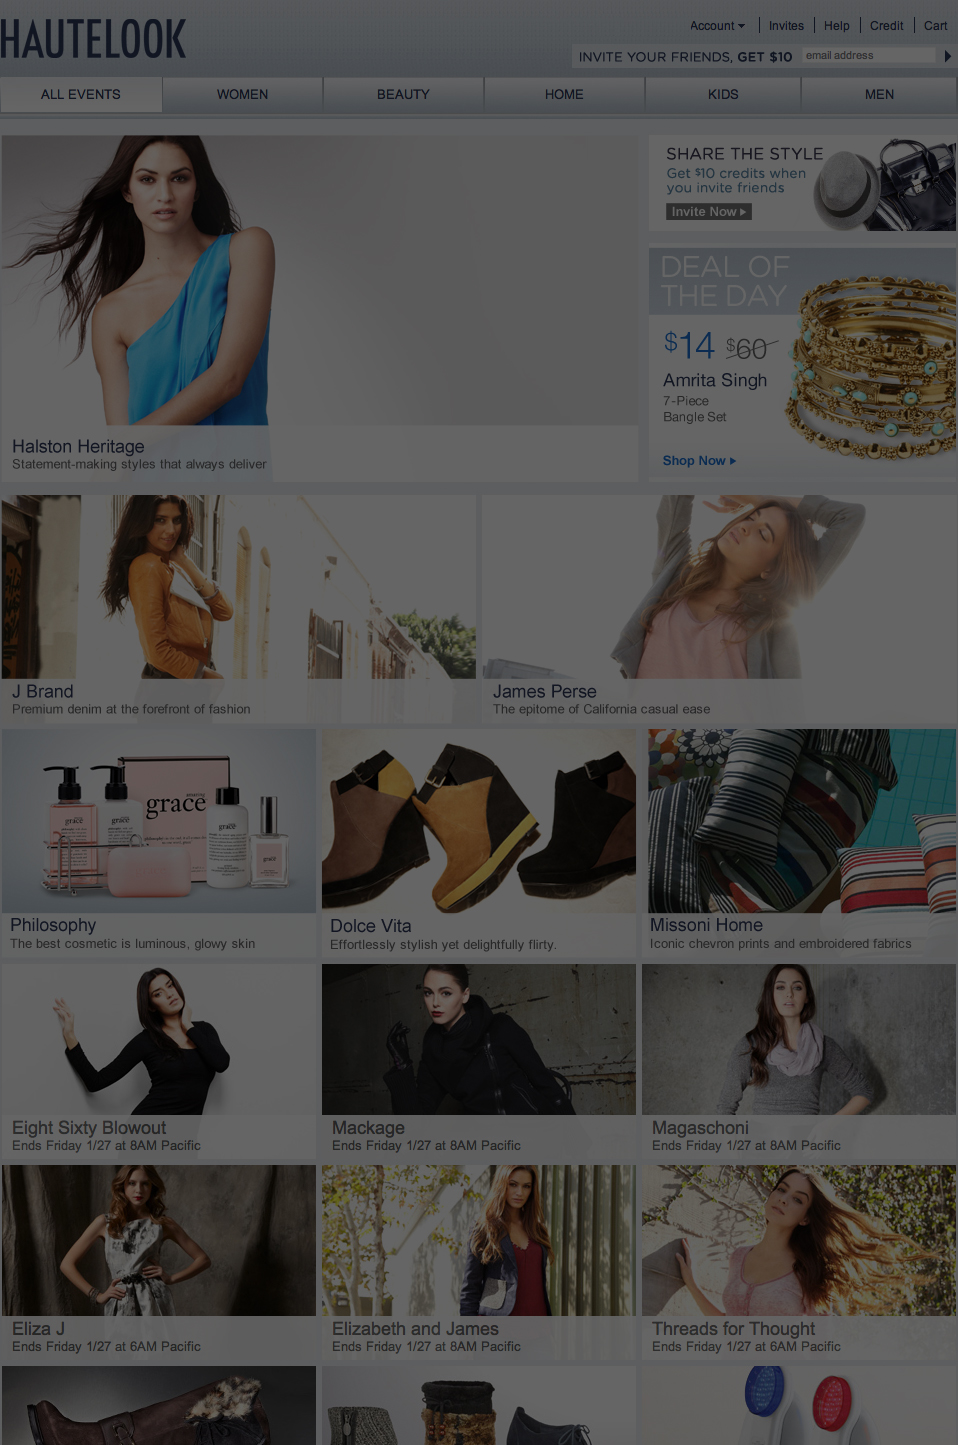 HAUTELOOK
Account
Invites
Help
Credit
Cart
INVITE YOUR FRIENDS, GET $10
email address
ALL EVENTS
WOMEN
BEAUTY
HOME
KIDS
MEN
Halston Heritage
Statement-making styles that always deliver
SHARE THE STYLE
Get $10 credits when
you invite friends
Invite Now
DEAL OF
THE DAY
$14 $60
Amrita Singh
7-Piece
Bangle Set
Shop Now
J Brand
Premium denim at the forefront of fashion
James Perse
The epitome of California casual ease
grace
grace
grace
grace
grace
Philosophy
The best cosmetic is luminous, glowy skin
Dolce Vita
Effortlessly stylish yet delightfully flirty.
Missoni Home
Iconic chevron prints and embroidered fabrics
Eight Sixty Blowout
Ends Friday 1/27 at 8AM Pacific
Mackage
Ends Friday 1/27 at 8AM Pacific
Magaschoni
Ends Friday 1/27 at 8AM Pacific
Eliza J
Ends Friday 1/27 at 6AM Pacific
Elizabeth and James
Ends Friday 1/27 at 8AM Pacific
Threads for Thought
Ends Friday 1/27 at 6AM Pacific